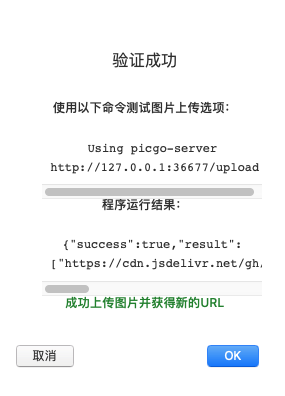 验证成功
使用以下命令测试图片上传选项：
Using picgo-server
http://127.0.0.1:36677/upload
程序运行结果：
{"success":true,"result":
["https://cdn.jsdelivr.net/gh/
成功上传图片并获得新的URL
取消
OK